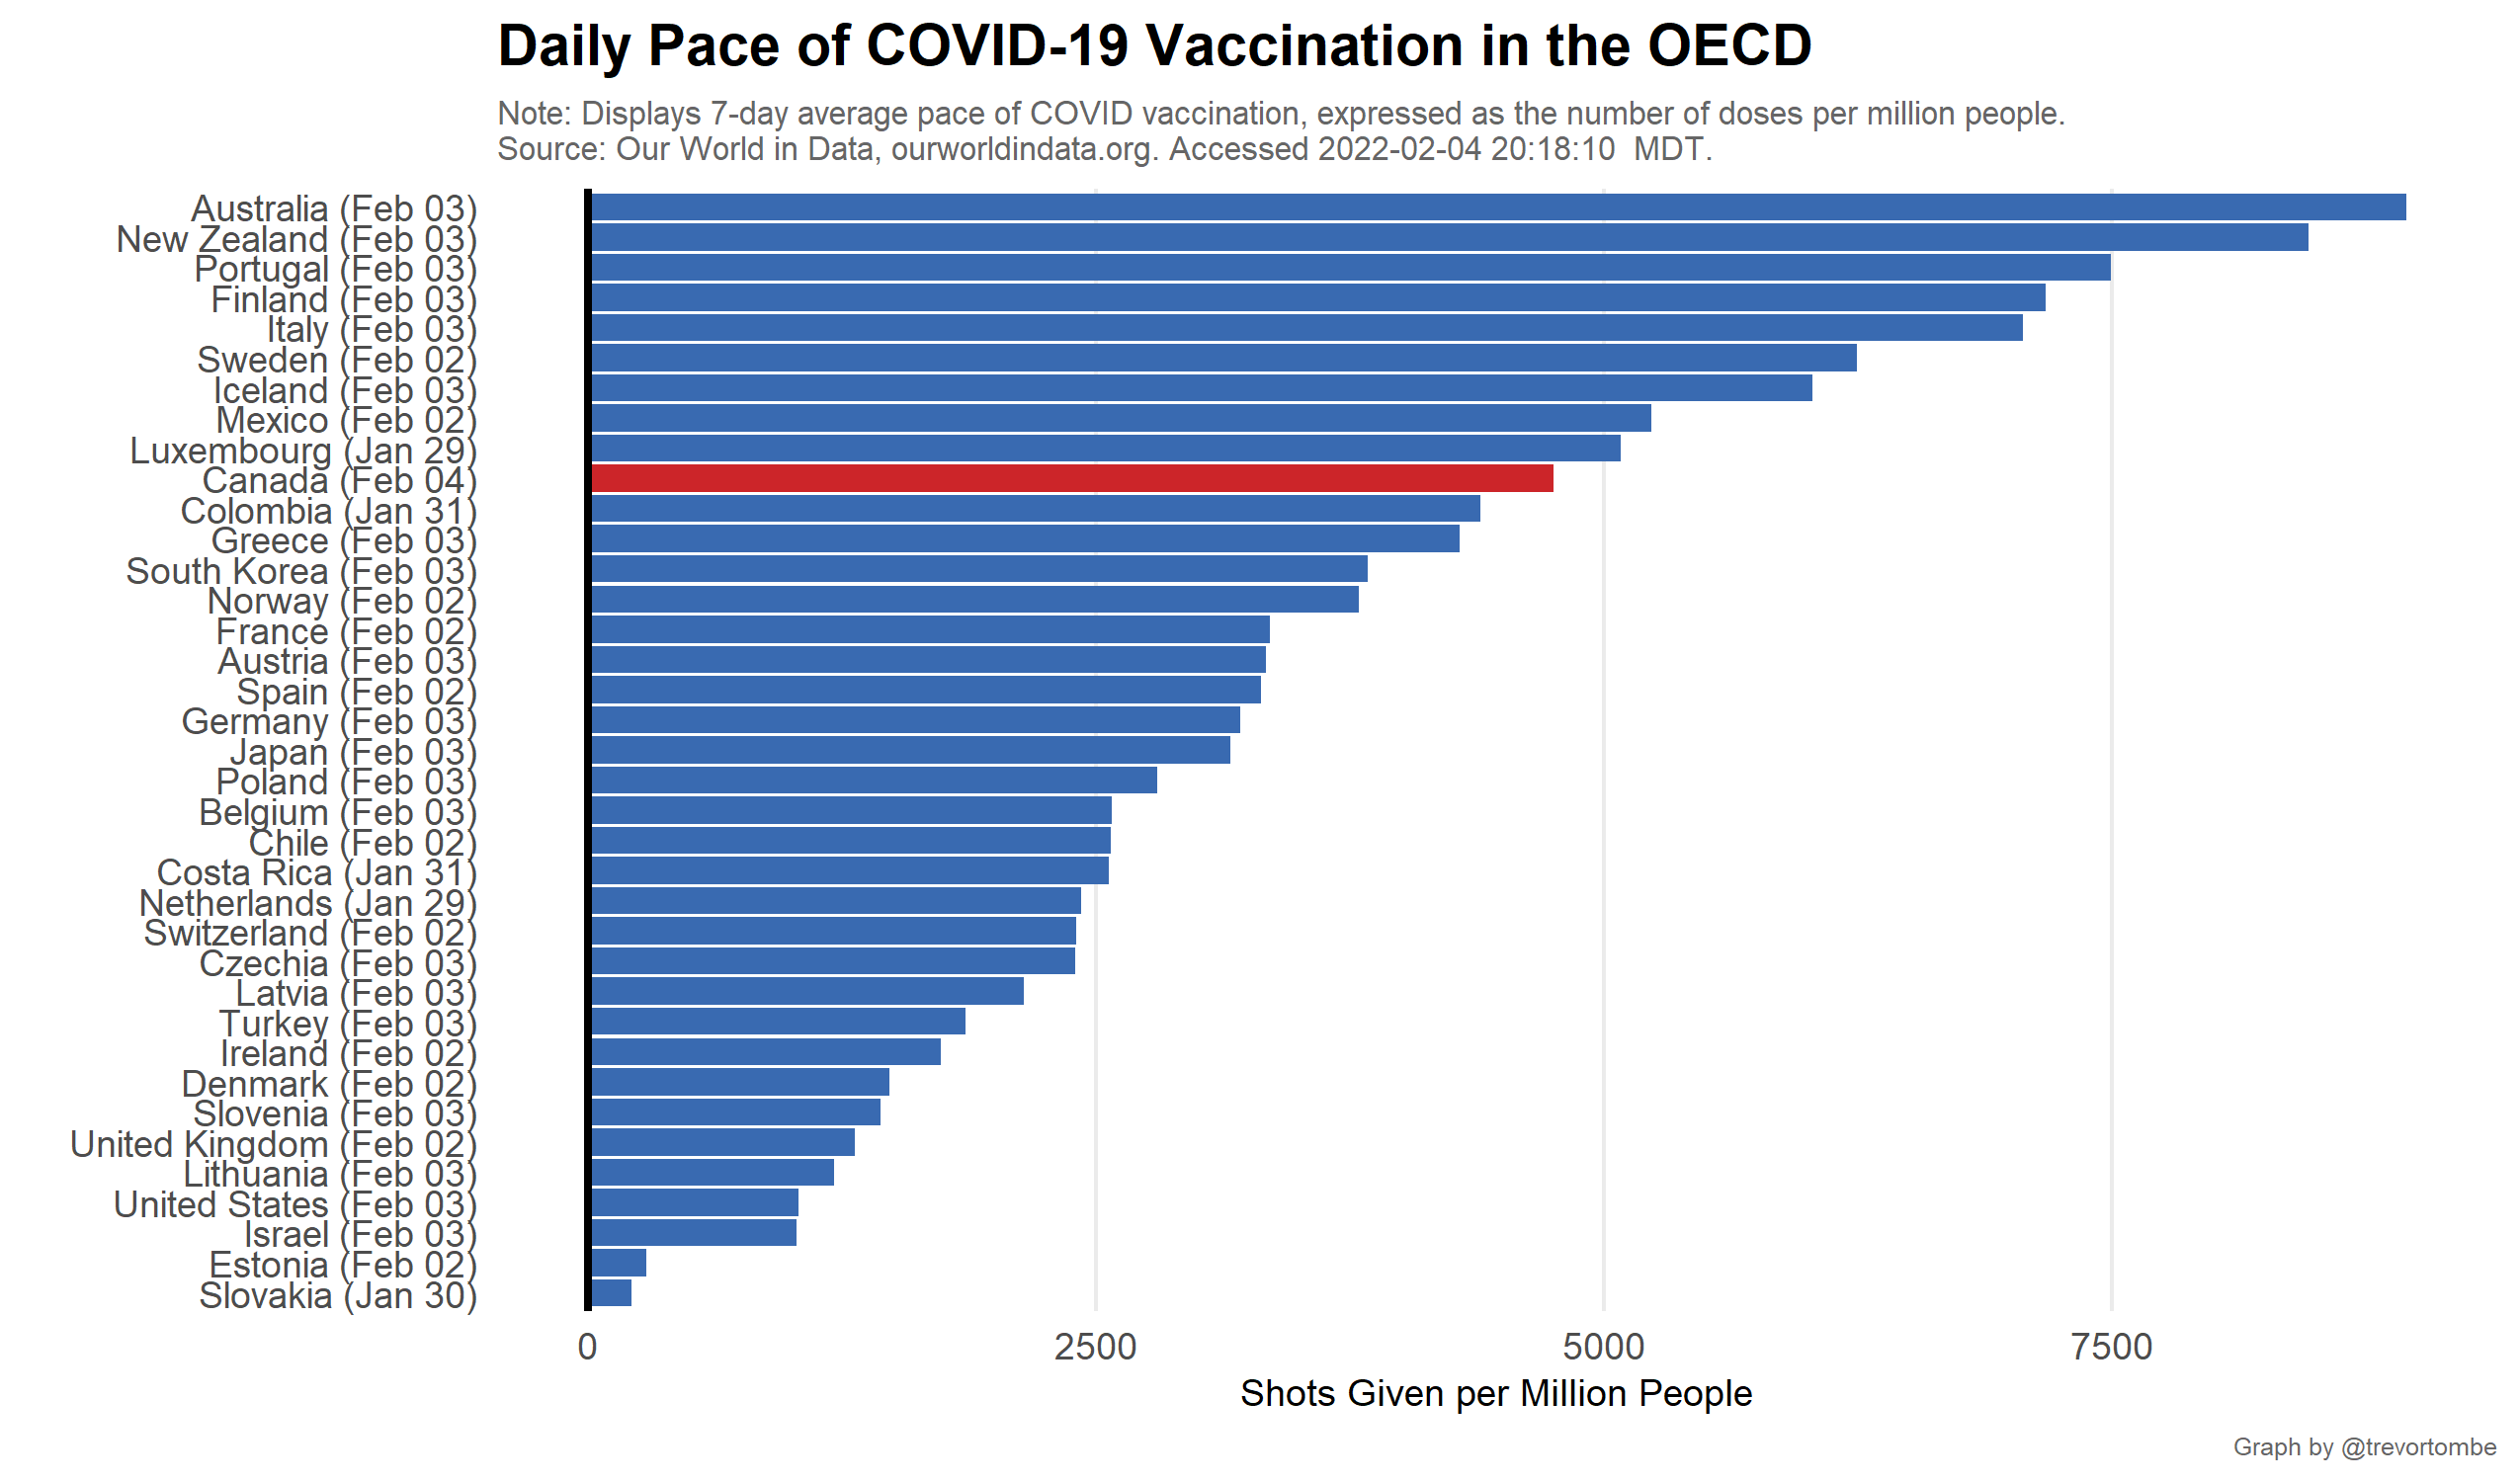 Daily Pace of COVID-19 Vaccination in the OECD
Note: Displays 7-day average pace of COVID vaccination, expressed as the number of doses per million people.
Source: Our World in Data, ourworldindata.org. Accessed 2022-02-04 20:18:10  MDT.
Australia (Feb 03)
New Zealand (Feb 03)
Portugal (Feb 03)
Finland (Feb 03)
Italy (Feb 03)
Sweden (Feb 02)
Iceland (Feb 03)
Mexico (Feb 02)
Luxembourg (Jan 29)
Canada (Feb 04)
Colombia (Jan 31)
Greece (Feb 03)
South Korea (Feb 03)
Norway (Feb 02)
France (Feb 02)
Austria (Feb 03)
Spain (Feb 02)
Germany (Feb 03)
Japan (Feb 03)
Poland (Feb 03)
Belgium (Feb 03)
Chile (Feb 02)
Costa Rica (Jan 31)
Netherlands (Jan 29)
Switzerland (Feb 02)
Czechia (Feb 03)
Latvia (Feb 03)
Turkey (Feb 03)
Ireland (Feb 02)
Denmark (Feb 02)
Slovenia (Feb 03)
United Kingdom (Feb 02)
Lithuania (Feb 03)
United States (Feb 03)
Israel (Feb 03)
Estonia (Feb 02)
Slovakia (Jan 30)
0 2500 5000 7500
Shots Given per Million People
Graph by @trevortombe